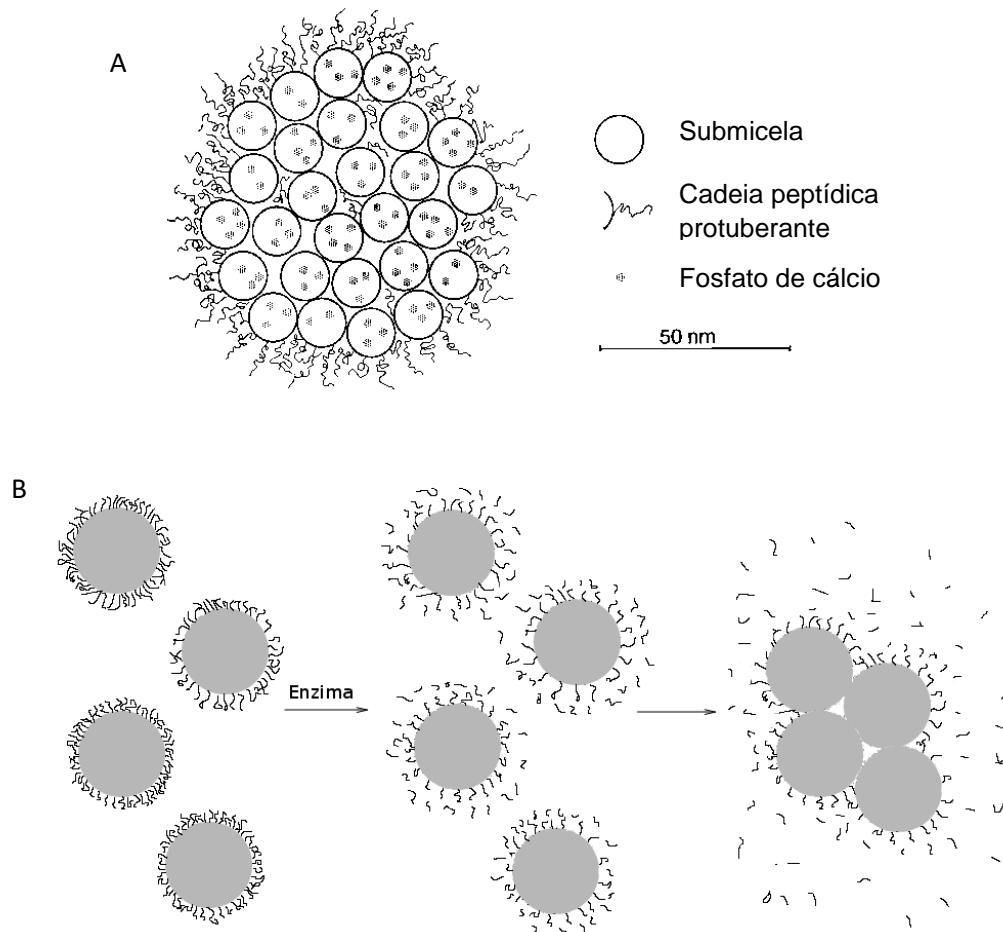 A
Submicela
Cadeia peptídica
protuberante
Fosfato de cálcio
50 nm
B
Enzima